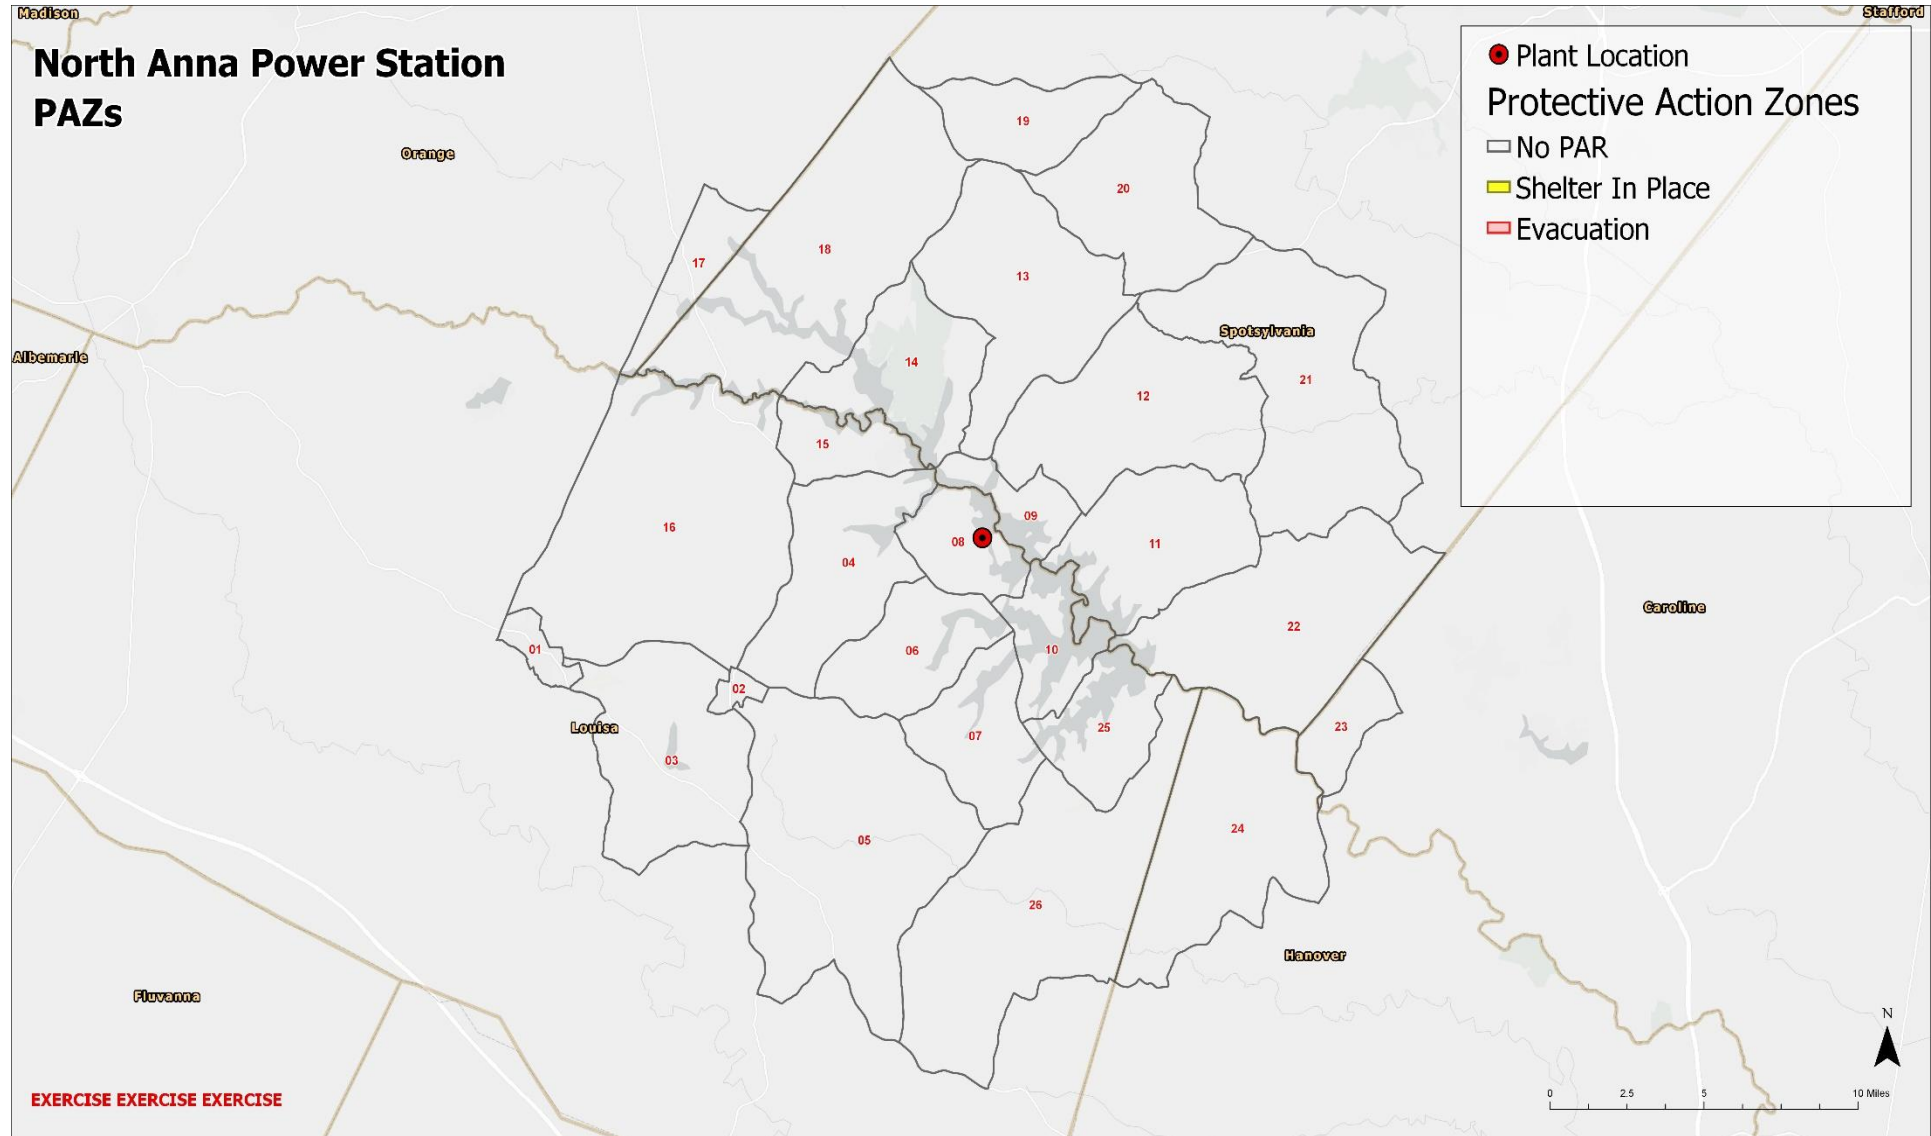 Madison
Stafford
North Anna Power Station
PAZs
Plant Location
Protective Action Zones
No PAR
Shelter In Place
Evacuation
Orange
19
20
18
17
13
Spotsylvania
Albemarle
14
21
12
15
09
16
08
11
04
Caroline
22
01
06
10
02
Louisa
23
25
07
03
24
05
26
Hanover
Fluvanna
N
EXERCISE EXERCISE EXERCISE
0 2.5 5 10 Miles